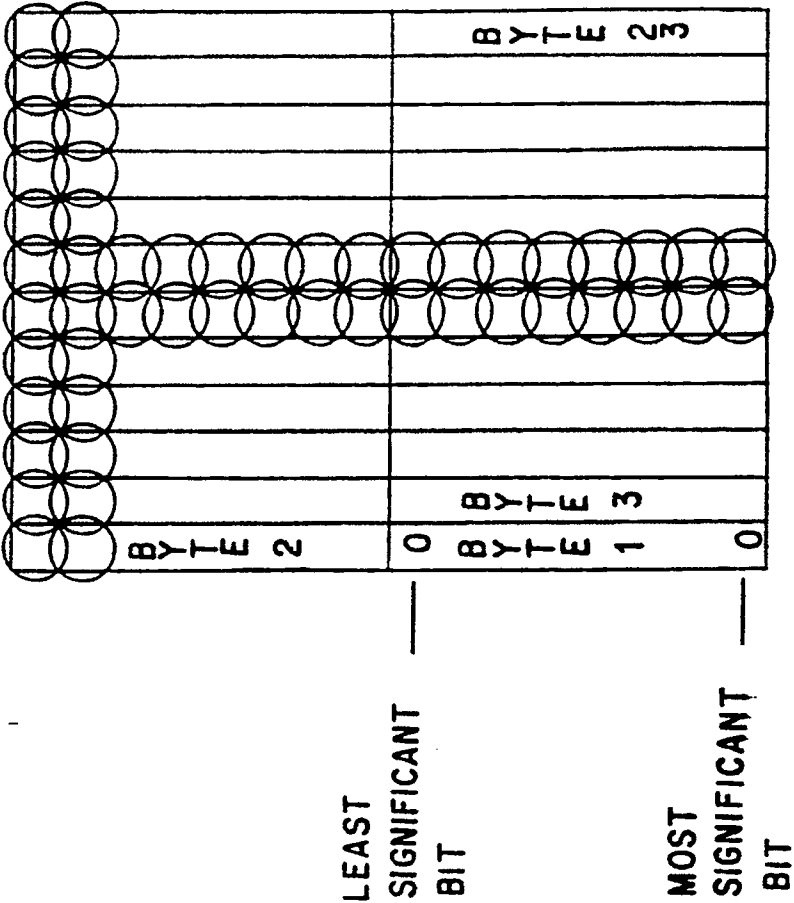 BYTE 2
LEAST
SIGNIFICANT
BIT
0
BYTE 1
BYTE 3
BYTE 23
MOST
SIGNIFICANT
BIT
0